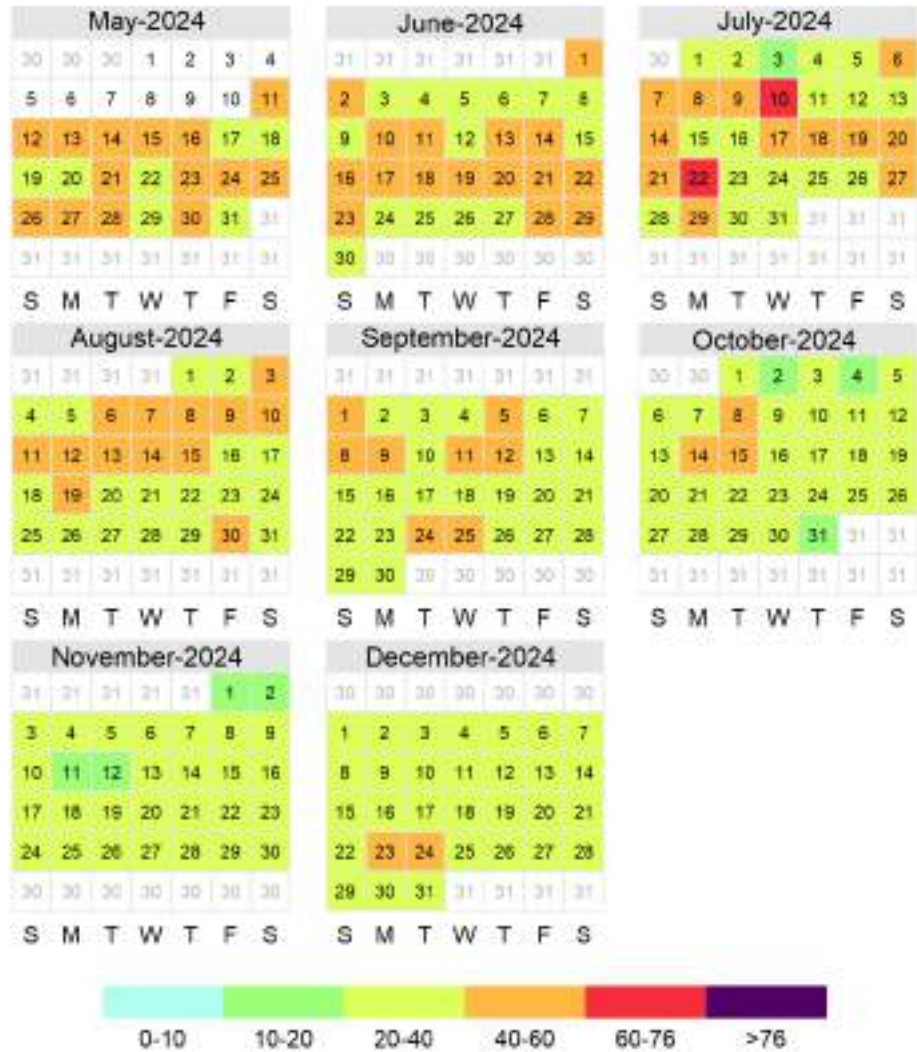 May-2024 June-2024 July-2024
30 30 30 1 2 3 4 31 31 31 31 31 31 1 30 1 2 3 4 5 6
5 6 7 8 9 10 11 2 3 4 5 6 7 8 7 8 9 10 11 12 13
12 13 14 15 16 17 18 9 10 11 12 13 14 15 14 15 16 17 18 19 20
19 20 21 22 23 24 25 16 17 18 19 20 21 22 21 22 23 24 25 26 27
26 27 28 29 30 31 31 23 24 25 26 27 28 29 28 29 30 31 31 31 31
31 31 31 31 31 31 31 30 30 30 30 30 30 30 31 31 31 31 31 31 31
S M T W T F S S M T W T F S S M T W T F S
August-2024 September-2024 October-2024
31 31 31 31 1 2 3 31 31 31 31 31 31 31 30 30 1 2 3 4 5
4 5 6 7 8 9 10 1 2 3 4 5 6 7 6 7 8 9 10 11 12
11 12 13 14 15 16 17 8 9 10 11 12 13 14 13 14 15 16 17 18 19
18 19 20 21 22 23 24 15 16 17 18 19 20 21 20 21 22 23 24 25 26
25 26 27 28 29 30 31 22 23 24 25 26 27 28 27 28 29 30 31 31 31
31 31 31 31 31 31 31 29 30 30 30 30 30 30 31 31 31 31 31 31 31
S M T W T F S S M T W T F S S M T W T F S
November-2024 December-2024
31 31 31 31 31 1 2 30 30 30 30 30 30 30
3 4 5 6 7 8 9 1 2 3 4 5 6 7
10 11 12 13 14 15 16 8 9 10 11 12 13 14
17 18 19 20 21 22 23 15 16 17 18 19 20 21
24 25 26 27 28 29 30 22 23 24 25 26 27 28
30 30 30 30 30 30 30 29 30 31 31 31 31 31
S M T W T F S S M T W T F S
0-10 10-20 20-40 40-60 60-76 >76